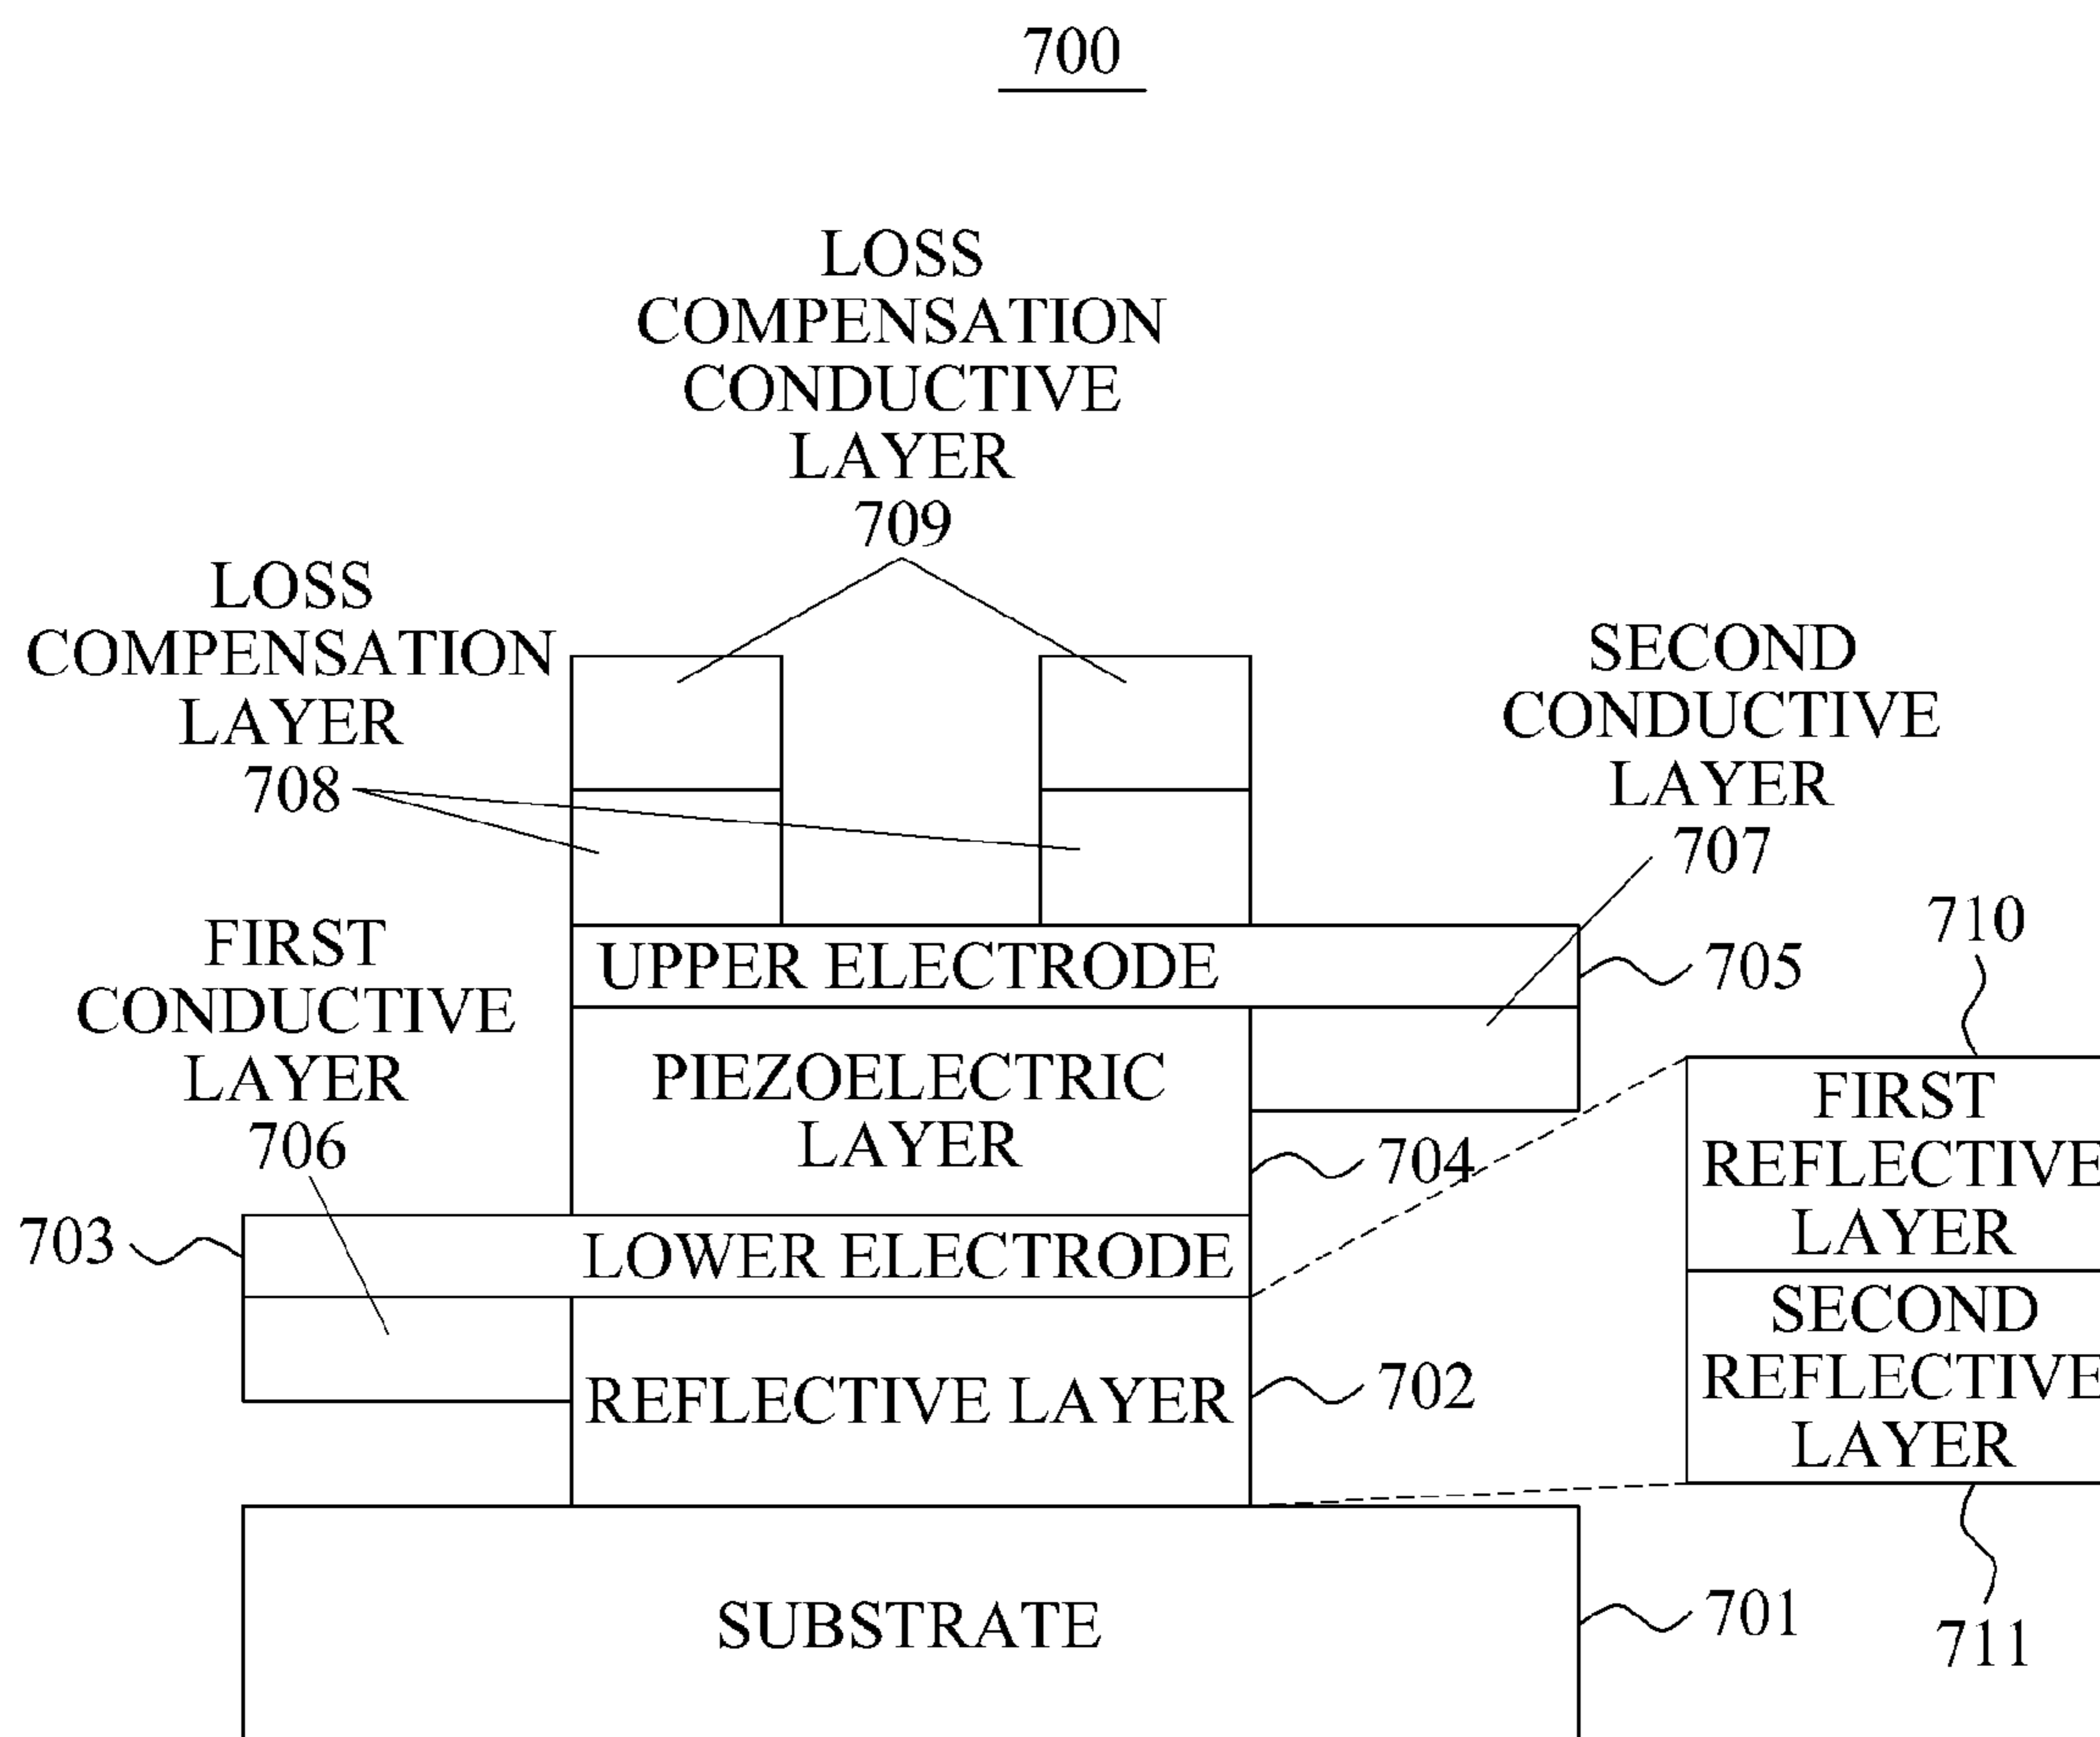 700
LOSS
COMPENSATION
CONDUCTIVE
LAYER
709
LOSS
COMPENSATION
LAYER
708
SECOND
CONDUCTIVE
LAYER
707
FIRST
CONDUCTIVE
LAYER
706
UPPER ELECTRODE
705
710
PIEZOELECTRIC
LAYER
704
FIRST
REFLECTIVE
LAYER
703
LOWER ELECTRODE
SECOND
REFLECTIVE
LAYER
REFLECTIVE LAYER
702
SUBSTRATE
701
711